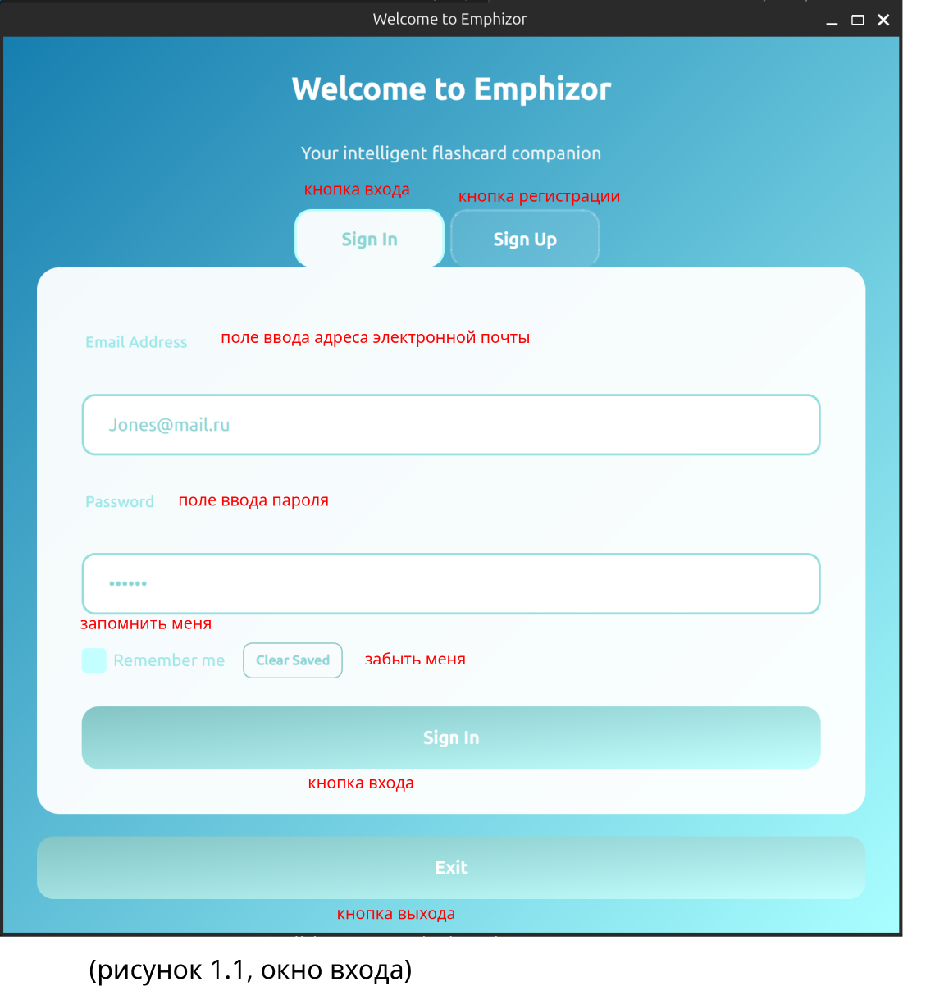 Welcome to Emphizor
Welcome to Emphizor
Your intelligent flashcard companion
кнопка входа
кнопка регистрации
Sign In
Sign Up
Email Address
поле ввода адреса электронной почты
Jones@mail.ru
Password
поле ввода пароля
••••••
запомнить меня
Remember me
Clear Saved
забыть меня
Sign In
кнопка входа
Exit
кнопка выхода
(рисунок 1.1, окно входа)